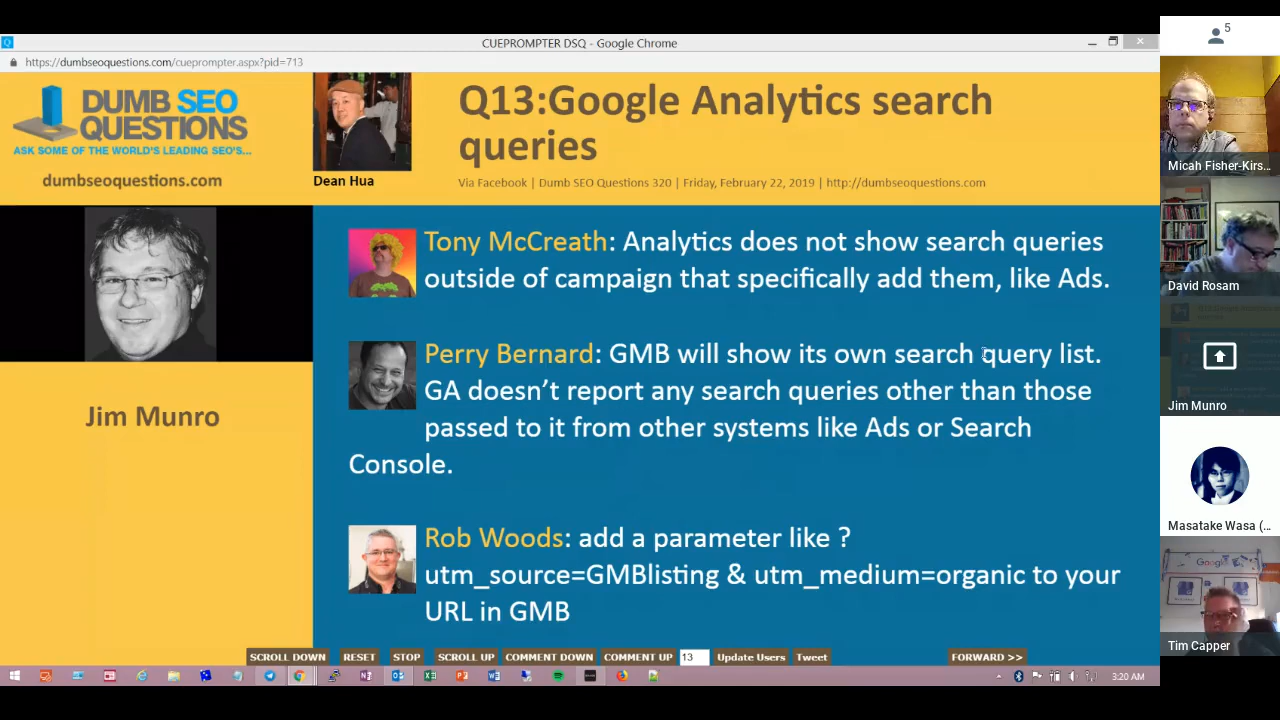 CUEPROMPTER DSQ - Google Chrome
https://dumbseoquestions.com/cueprompter.aspx?pid=713
DUMB SEO
QUESTIONS
ASK SOME OF THE WORLD'S LEADING SEO'S...
dumbseoquestions.com
Dean Hua
Q13:Google Analytics search
queries
Via Facebook | Dumb SEO Questions 320 | Friday, February 22, 2019 | http://dumbseoquestions.com
Jim Munro
Tony McCreath: Analytics does not show search queries
outside of campaign that specifically add them, like Ads.
Perry Bernard: GMB will show its own search query list.
GA doesn’t report any search queries other than those
passed to it from other systems like Ads or Search
Console.
Rob Woods: add a parameter like ?
utm_source=GMBlisting & utm_medium=organic to your
URL in GMB
SCROLL DOWN RESET STOP SCROLL UP COMMENT DOWN COMMENT UP 13 Update Users Tweet FORWARD >>
3:20 AM
5
Micah Fisher-Kirs...
David Rosam
Jim Munro
Masatake Wasa (...
Google
Tim Capper